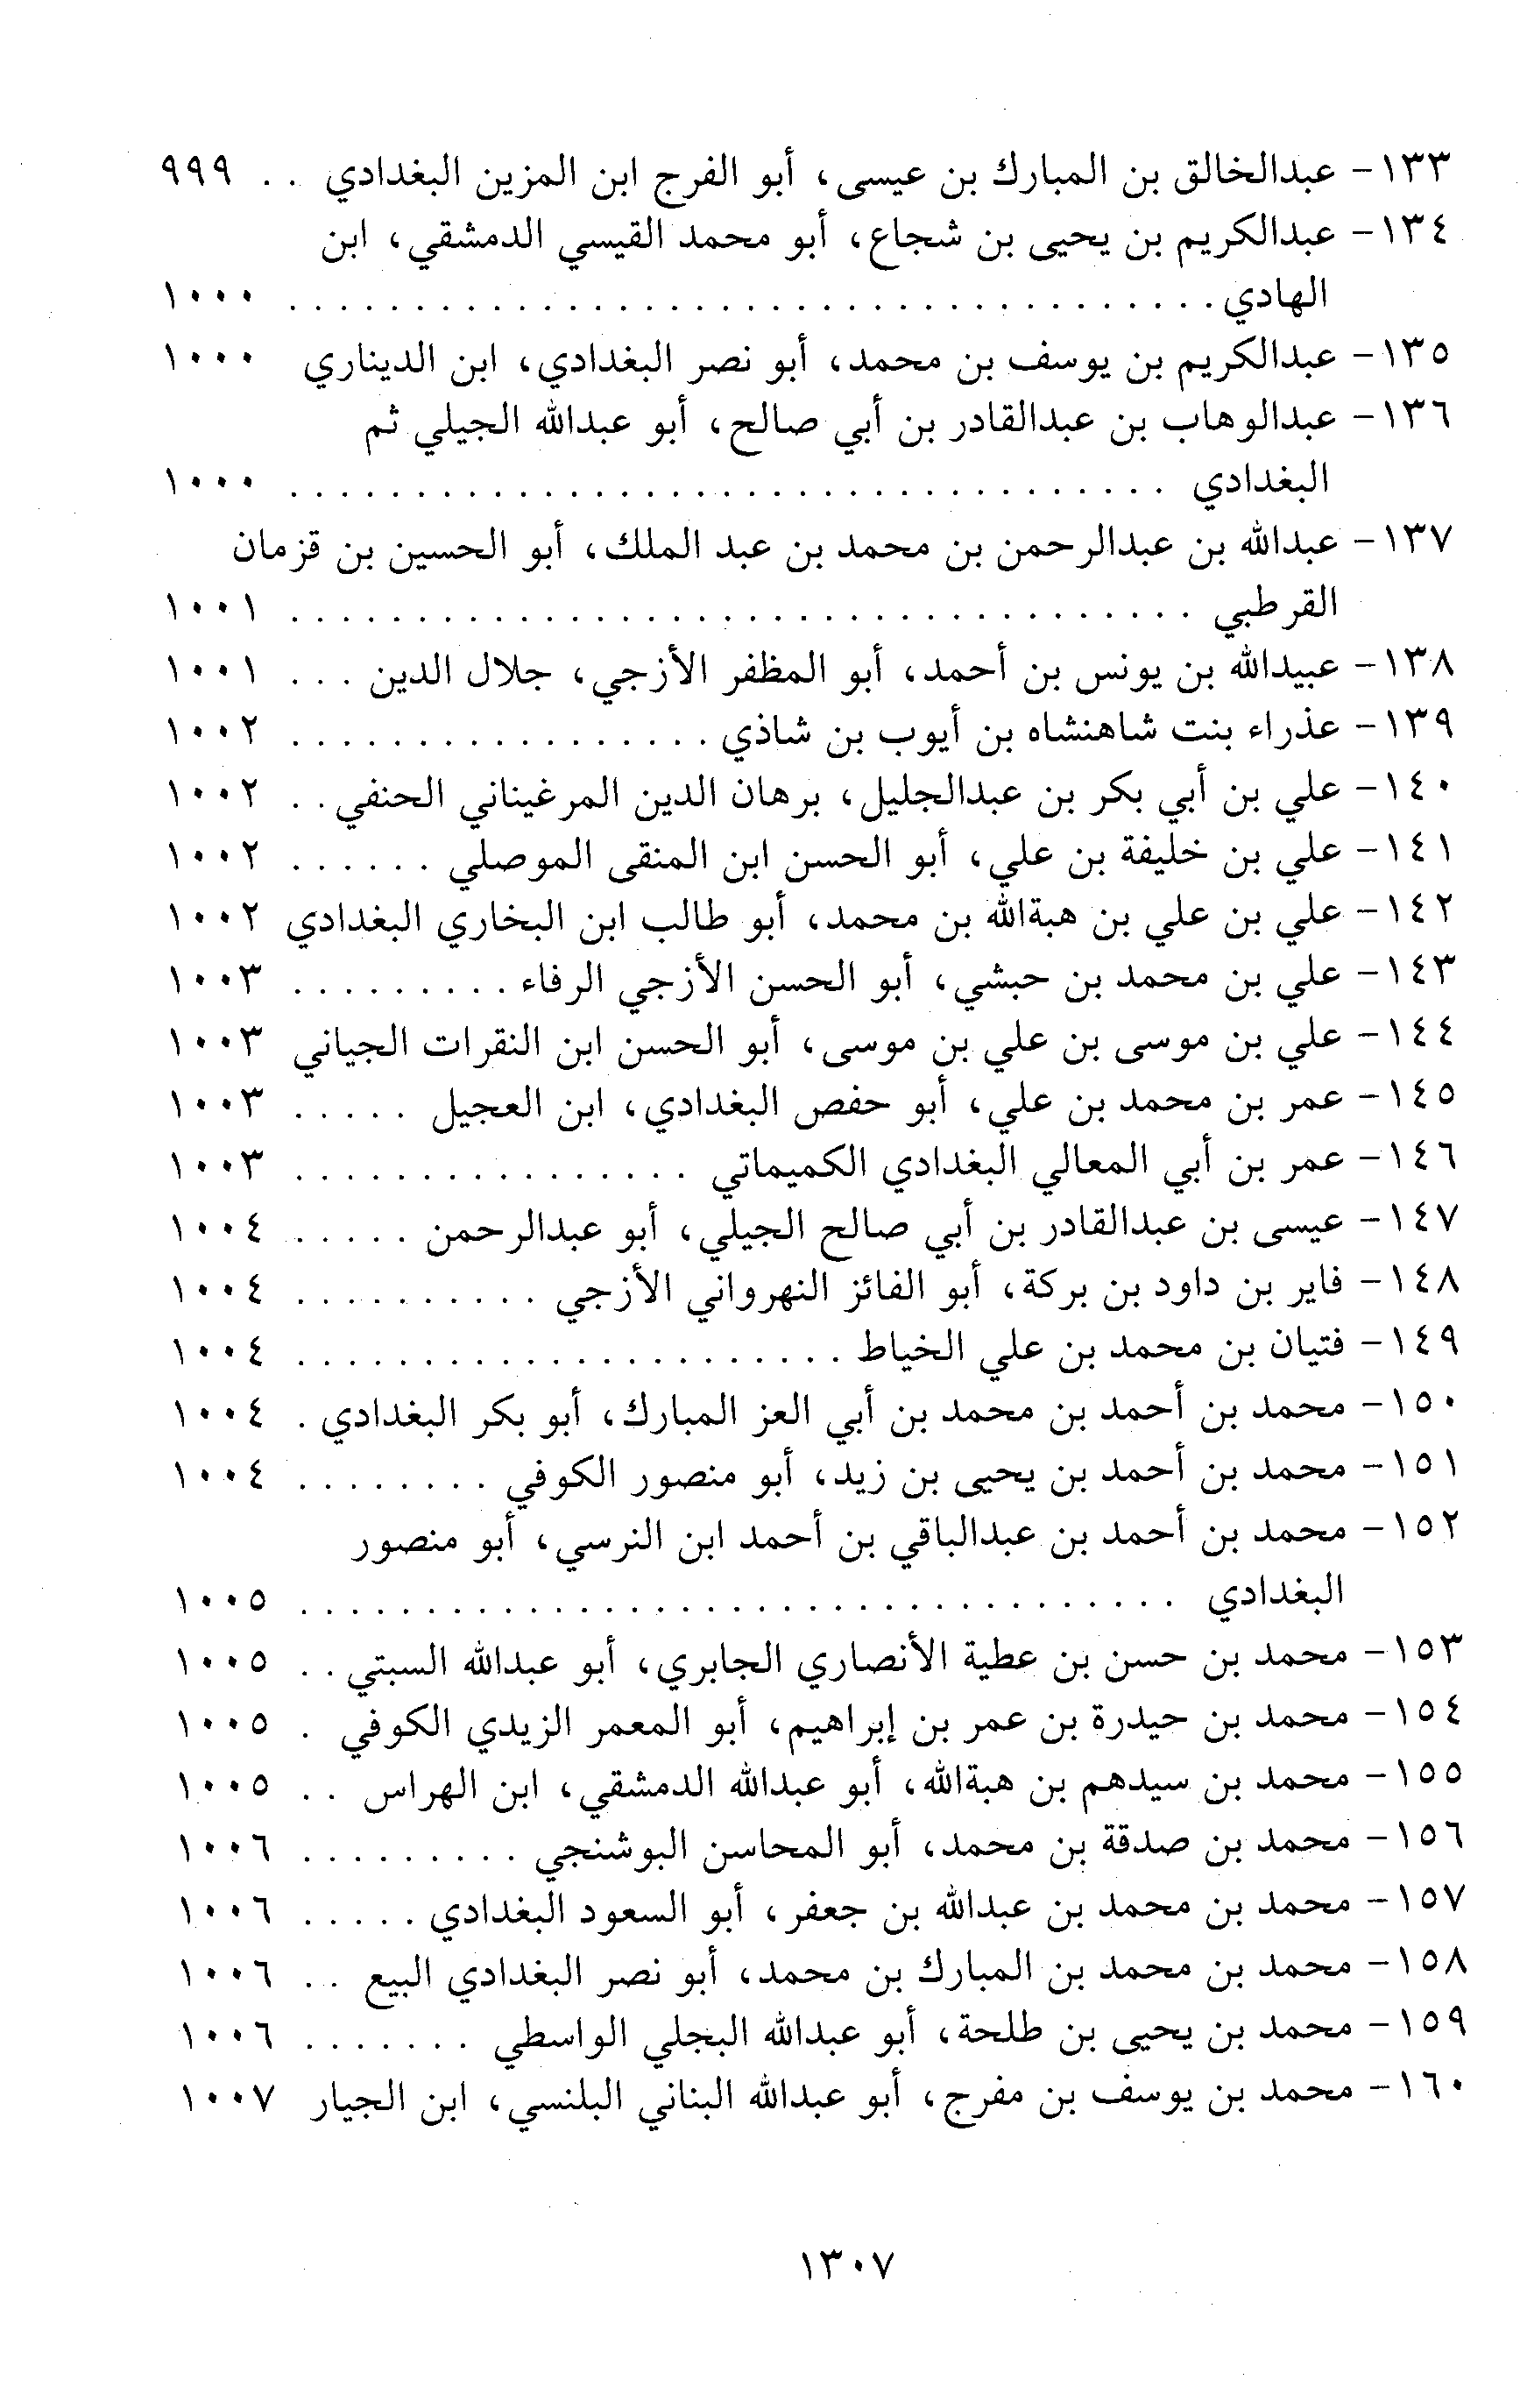 ١٣٣- عبدالخالق بن المبارك بن عيسى، أبو الفرج ابن المزين البغدادي . . ٩٩٩
١٣٤- عبدالكريم بن يحيى بن شجاع، أبو محمد القيسي الدمشقي، ابن
الهادي . . . . . . . . . . . . . . . . . . . . . . . . . . . . . . . . . . . . ١٠٠٠
١٣٥- عبدالكريم بن يوسف بن محمد، أبو نصر البغدادي، ابن الديناري ١٠٠٠
١٣٦- عبدالوهاب بن عبدالقادر بن أبي صالح، أبو عبدالله الجيلي ثم
البغدادي . . . . . . . . . . . . . . . . . . . . . . . . . . . . . . . . . . . ١٠٠٠
١٣٧- عبدالله بن عبدالرحمن بن محمد بن عبد الملك، أبو الحسين بن قزمان
القرطبي . . . . . . . . . . . . . . . . . . . . . . . . . . . . . . . . . . . . ١٠٠١
١٣٨- عبيدالله بن يونس بن أحمد، أبو المظفر الأزجي، جلال الدين . . . ١٠٠١
١٣٩- عذراء بنت شاهنشاه بن أيوب بن شاذي . . . . . . . . . . . . . . . . . ١٠٠٢
١٤٠- علي بن أبي بكر بن عبدالجليل، برهان الدين المرغيناني الحنفي . . ١٠٠٢
١٤١- علي بن خليفة بن علي، أبو الحسن ابن المنقى الموصلي . . . . . . ١٠٠٢
١٤٢- علي بن علي بن هبةالله بن محمد، أبو طالب ابن البخاري البغدادي ١٠٠٢
١٤٣- علي بن محمد بن حبشي، أبو الحسن الأزجي الرفاء . . . . . . . . . ١٠٠٣
١٤٤- علي بن موسى بن علي بن موسى، أبو الحسن ابن النقرات الجياني ١٠٠٣
١٤٥- عمر بن محمد بن علي، أبو حفص البغدادي، ابن العجيل . . . . . ١٠٠٣
١٤٦- عمر بن أبي المعالي البغدادي الكميماتي . . . . . . . . . . . . . . . . ١٠٠٣
١٤٧- عيسى بن عبدالقادر بن أبي صالح الجيلي، أبو عبدالرحمن . . . . . ١٠٠٤
١٤٨- فاير بن داود بن بركة، أبو الفائز النهرواني الأزجي . . . . . . . . . . ١٠٠٤
١٤٩- فتيان بن محمد بن علي الخياط . . . . . . . . . . . . . . . . . . . . . . ١٠٠٤
١٥٠- محمد بن أحمد بن محمد بن أبي العز المبارك، أبو بكر البغدادي . ١٠٠٤
١٥١- محمد بن أحمد بن يحيى بن زيد، أبو منصور الكوفي . . . . . . . . ١٠٠٤
١٥٢- محمد بن أحمد بن عبدالباقي بن أحمد ابن النرسي، أبو منصور
البغدادي . . . . . . . . . . . . . . . . . . . . . . . . . . . . . . . . . . . ١٠٠٥
١٥٣- محمد بن حسن بن عطية الأنصاري الجابري، أبو عبدالله السبتي . . ١٠٠٥
١٥٤- محمد بن حيدرة بن عمر بن إبراهيم، أبو المعمر الزيدي الكوفي . ١٠٠٥
١٥٥- محمد بن سيدهم بن هبةالله، أبو عبدالله الدمشقي، ابن الهراس . . ١٠٠٥
١٥٦- محمد بن صدقة بن محمد، أبو المحاسن البوشنجي . . . . . . . . . ١٠٠٦
١٥٧- محمد بن محمد بن عبدالله بن جعفر، أبو السعود البغدادي . . . . . ١٠٠٦
١٥٨- محمد بن محمد بن المبارك بن محمد، أبو نصر البغدادي البيع . . ١٠٠٦
١٥٩- محمد بن يحيى بن طلحة، أبو عبدالله البجلي الواسطي . . . . . . . ١٠٠٦
١٦٠- محمد بن يوسف بن مفرج، أبو عبدالله البناني البلنسي، ابن الجيار ١٠٠٧
١٣٠٧